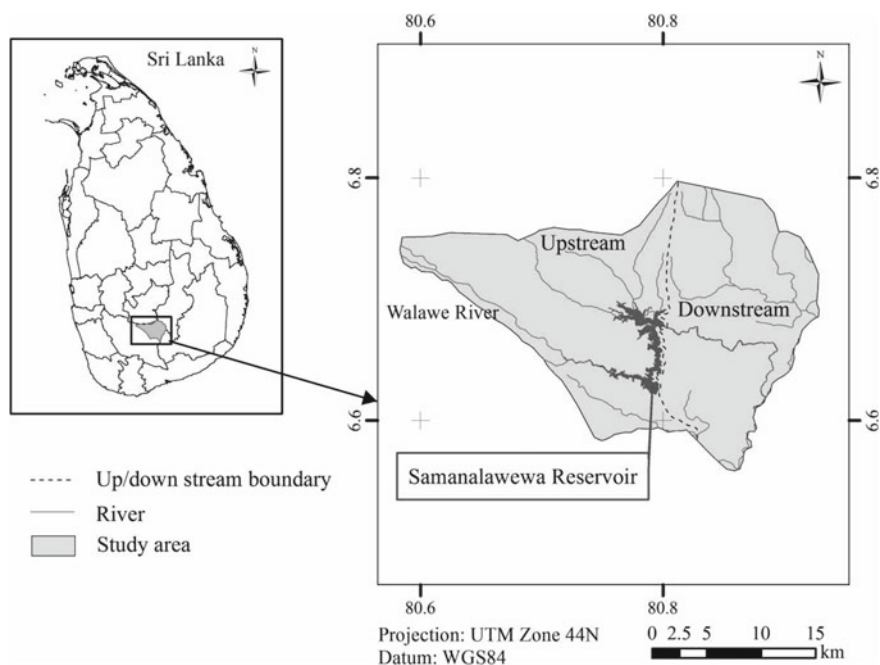 Sri Lanka
N
80.6
80.8
N
6.8
6.8
Upstream
Downstream
Walawe River
6.6
6.6
Samanalawewa Reservoir
Up/down stream boundary
River
Study area
80.6
80.8
Projection: UTM Zone 44N
Datum: WGS84
0 2.5 5 10 15
km